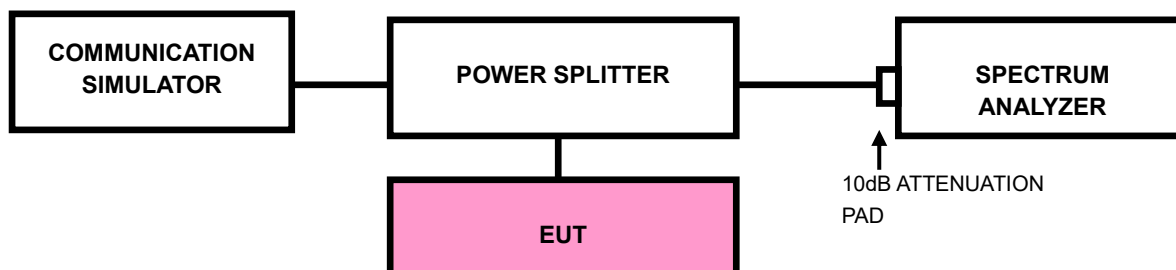 COMMUNICATION
SIMULATOR
POWER SPLITTER
SPECTRUM
ANALYZER
10dB ATTENUATION
PAD
EUT